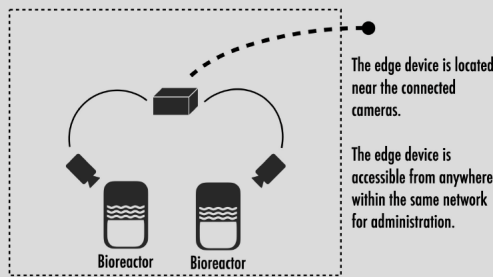 The edge device is located
near the connected
cameras.
The edge device is
accessible from anywhere
within the same network
for administration.
Bioreactor
Bioreactor